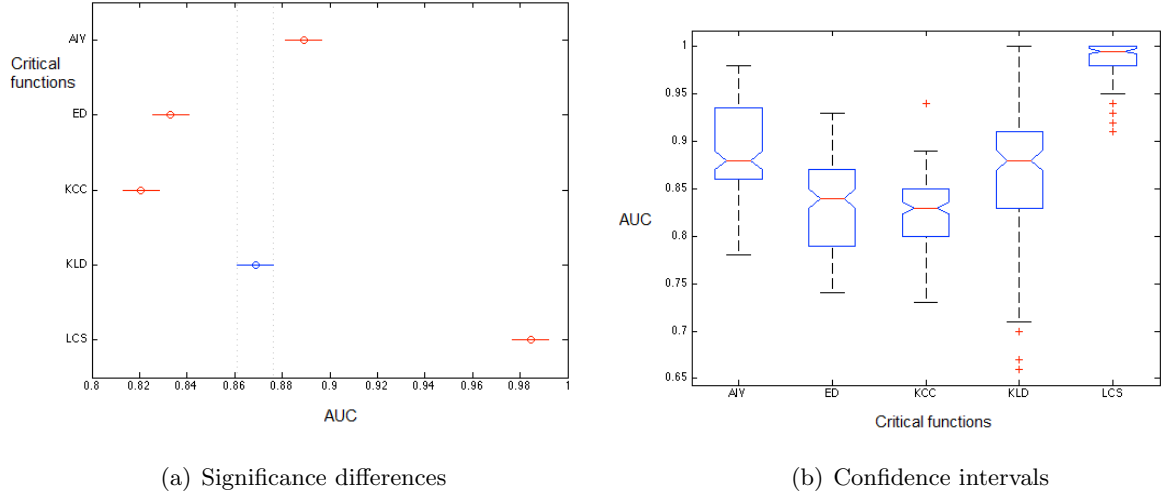 AIV
Critical
functions
ED
KCC
KLD
LCS
0.8 0.82 0.84 0.86 0.88 0.9 0.92 0.94 0.96 0.98 1
AUC
(a) Significance differences
1
0.95
0.9
0.85
AUC
0.8
0.75
0.7
0.65
AIV ED KCC KLD LCS
Critical functions
(b) Confidence intervals